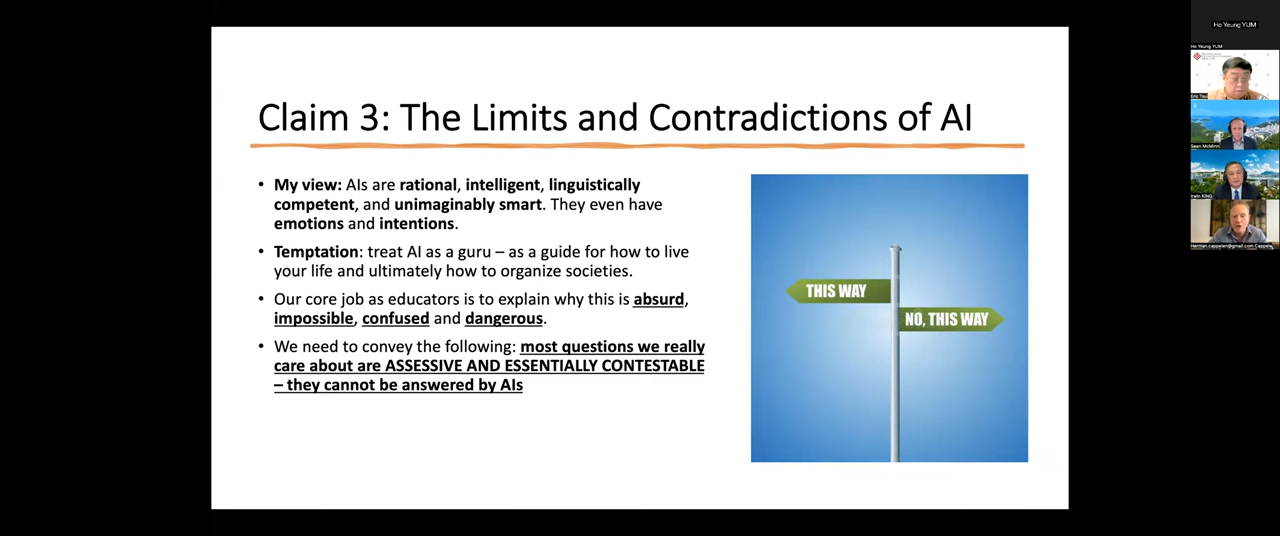 Claim 3: The Limits and Contradictions of AI
• My view: AIs are rational, intelligent, linguistically
competent, and unimaginably smart. They even have
emotions and intentions.
• Temptation: treat AI as a guru – as a guide for how to live
your life and ultimately how to organize societies.
• Our core job as educators is to explain why this is absurd,
impossible, confused and dangerous.
• We need to convey the following: most questions we really
care about are ASSESSIVE AND ESSENTIALLY CONTESTABLE
– they cannot be answered by AIs
THIS WAY
NO, THIS WAY
Ho Yeung YUM
Ho Yeung YUM
Sean McMinn
Irwin KING